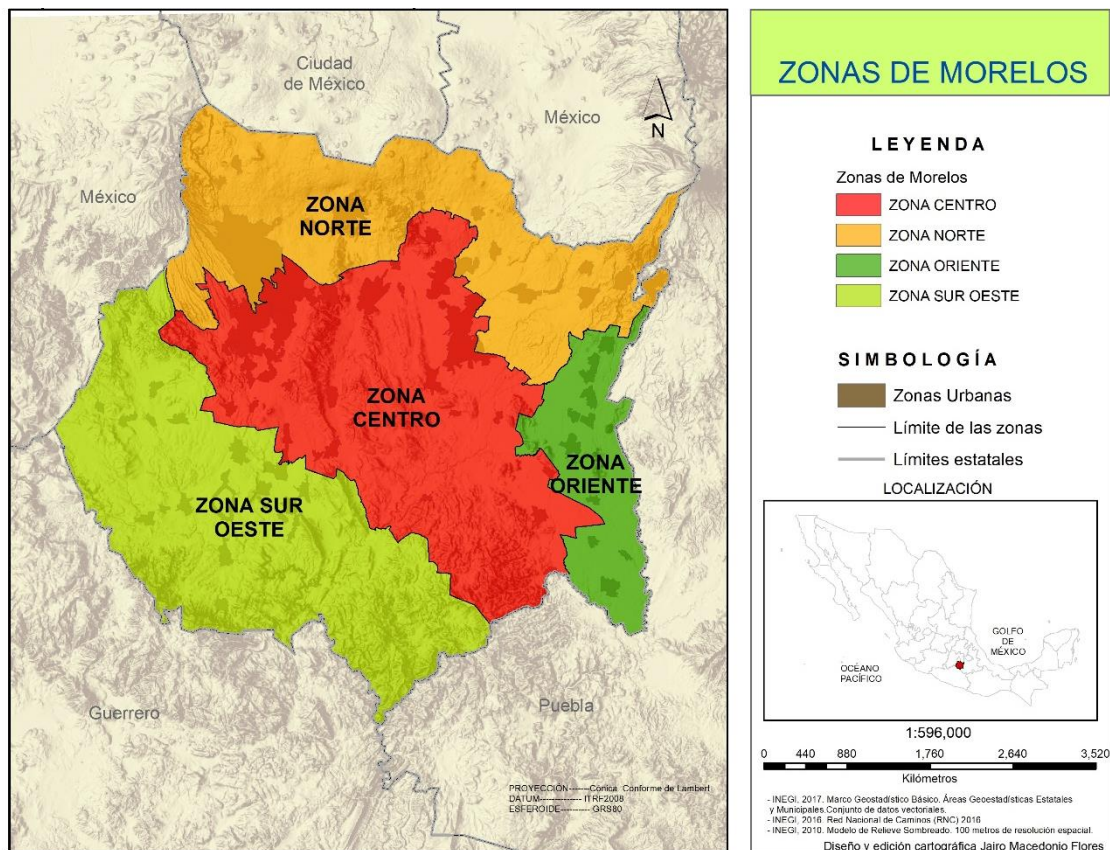 Ciudad
de México
México
N
México
ZONA
NORTE
ZONA
CENTRO
ZONA
ORIENTE
ZONA SUR
OESTE
Guerrero
Puebla
PROYECCIÓN-------Cónica Conforme de Lambert
DATUM-------------- ITRF2008
ESFEROIDE---------- GRS80
ZONAS DE MORELOS
LEYENDA
Zonas de Morelos
ZONA CENTRO
ZONA NORTE
ZONA ORIENTE
ZONA SUR OESTE
SIMBOLOGÍA
Zonas Urbanas
Límite de las zonas
Límites estatales
LOCALIZACIÓN
GOLFO
DE
MÉXICO
OCÉANO
PACÍFICO
1:596,000
0 440 880 1,760 2,640 3,520
Kilómetros
- INEGI, 2017. Marco Geostadístico Básico. Áreas Geoestadísticas Estatales
y Municipales.Conjunto de datos vectoriales.
- INEGI, 2016. Red Nacional de Caminos (RNC) 2016
- INEGI, 2010. Modelo de Relieve Sombreado. 100 metros de resolución espacial.
Diseño y edición cartográfica Jairo Macedonio Flores